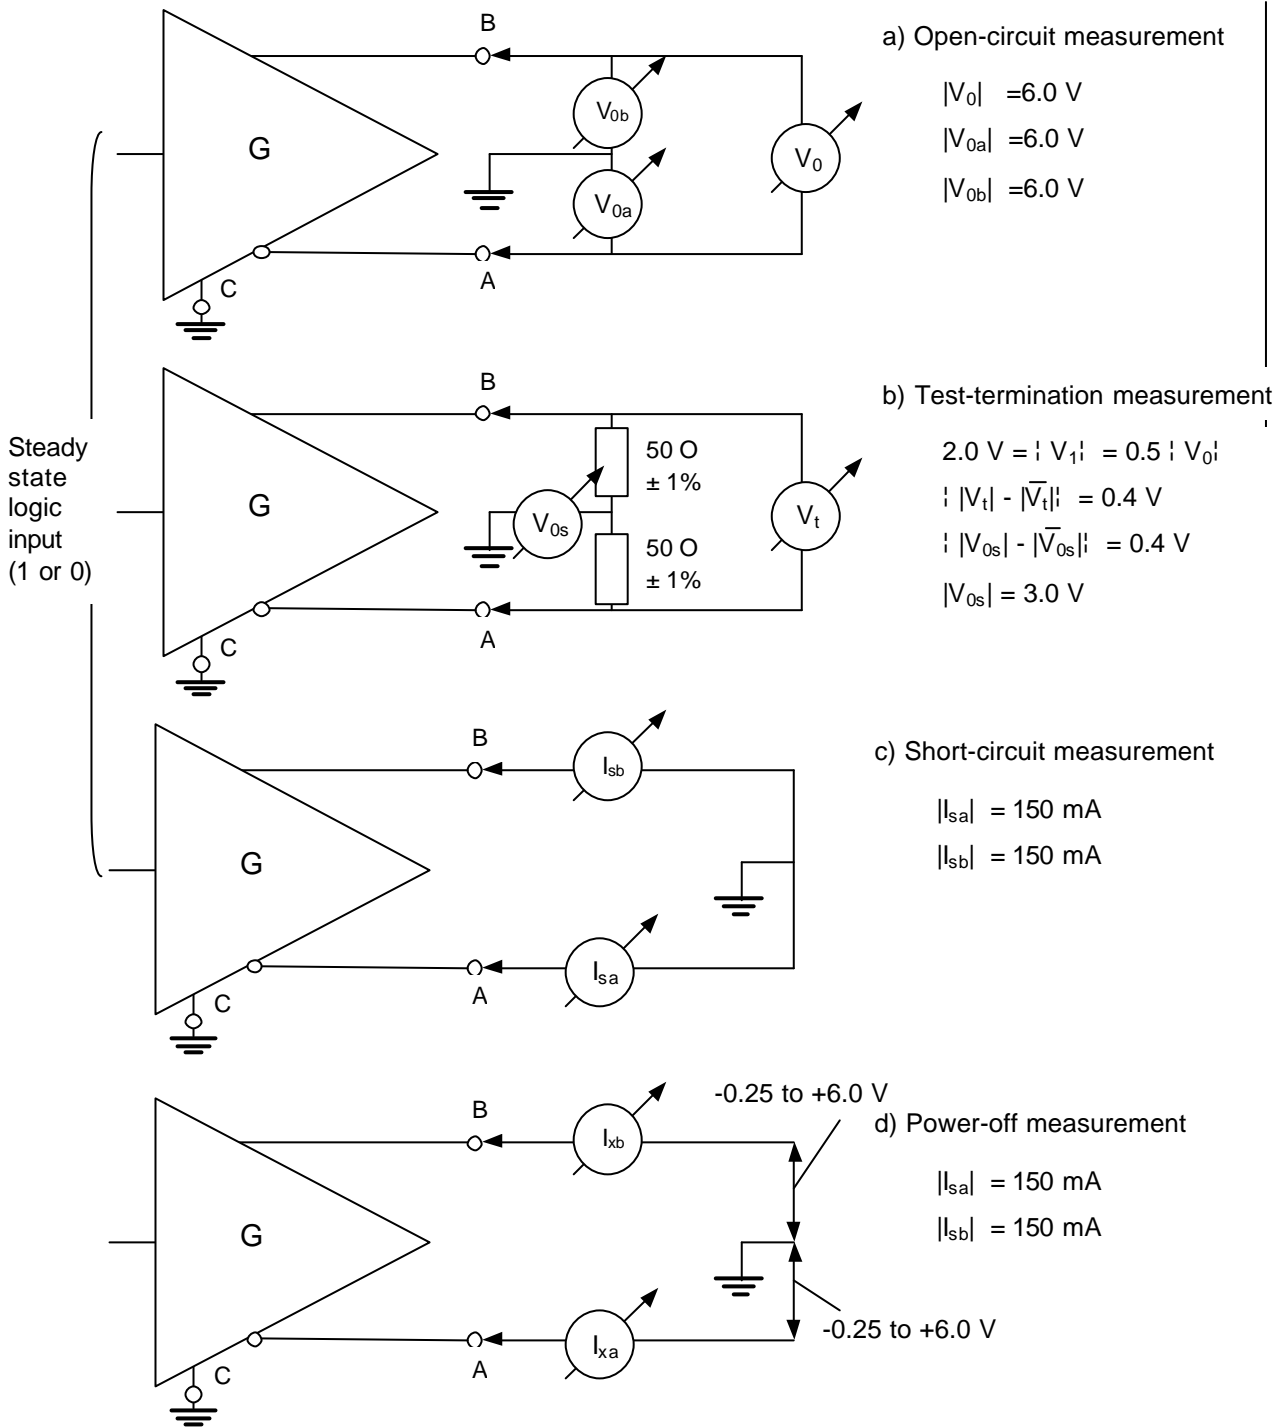 B
a) Open-circuit measurement
|V0| =6.0 V
V0b
G
V0
|V0a| =6.0 V
V0a
|V0b| =6.0 V
A
C
B
b) Test-termination measurement
Steady
state
logic
input
(1 or 0)
50 O
± 1%
2.0 V = ¦ V1¦ = 0.5 ¦ V0¦
G
V0s
Vt
¦ |Vt| - |V̅t|¦ = 0.4 V
50 O
± 1%
¦ |V0s| - |V̅0s|¦ = 0.4 V
|V0s| = 3.0 V
A
C
B
c) Short-circuit measurement
Isb
|Isa| = 150 mA
G
|Isb| = 150 mA
Isa
A
C
-0.25 to +6.0 V
B
d) Power-off measurement
Ixb
|Isa| = 150 mA
G
|Isb| = 150 mA
-0.25 to +6.0 V
Ixa
A
C